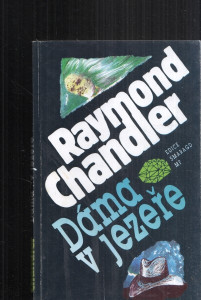 Raymond
Chandler
EDICE
SMARAGD
MF
Dáma
v jezeře